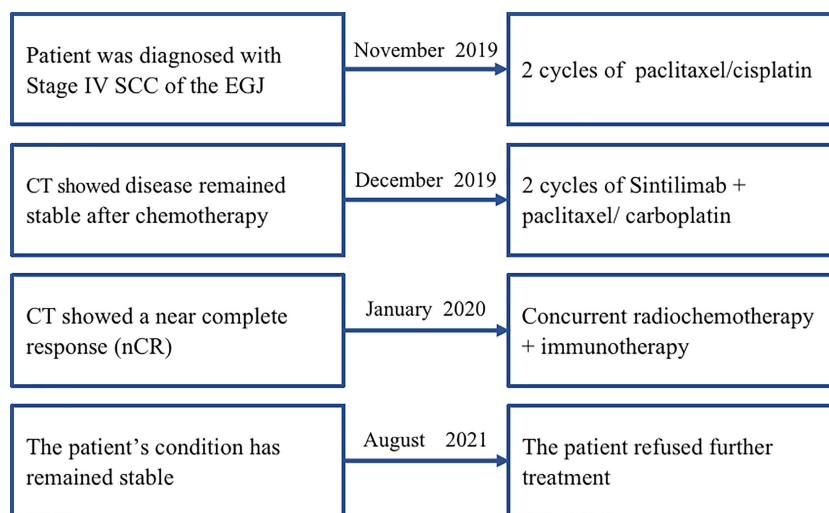 Patient was diagnosed with
Stage IV SCC of the EGJ
November 2019
2 cycles of paclitaxel/cisplatin
CT showed disease remained
stable after chemotherapy
December 2019
2 cycles of Sintilimab +
paclitaxel/ carboplatin
CT showed a near complete
response (nCR)
January 2020
Concurrent radiochemotherapy
+ immunotherapy
The patient’s condition has
remained stable
August 2021
The patient refused further
treatment